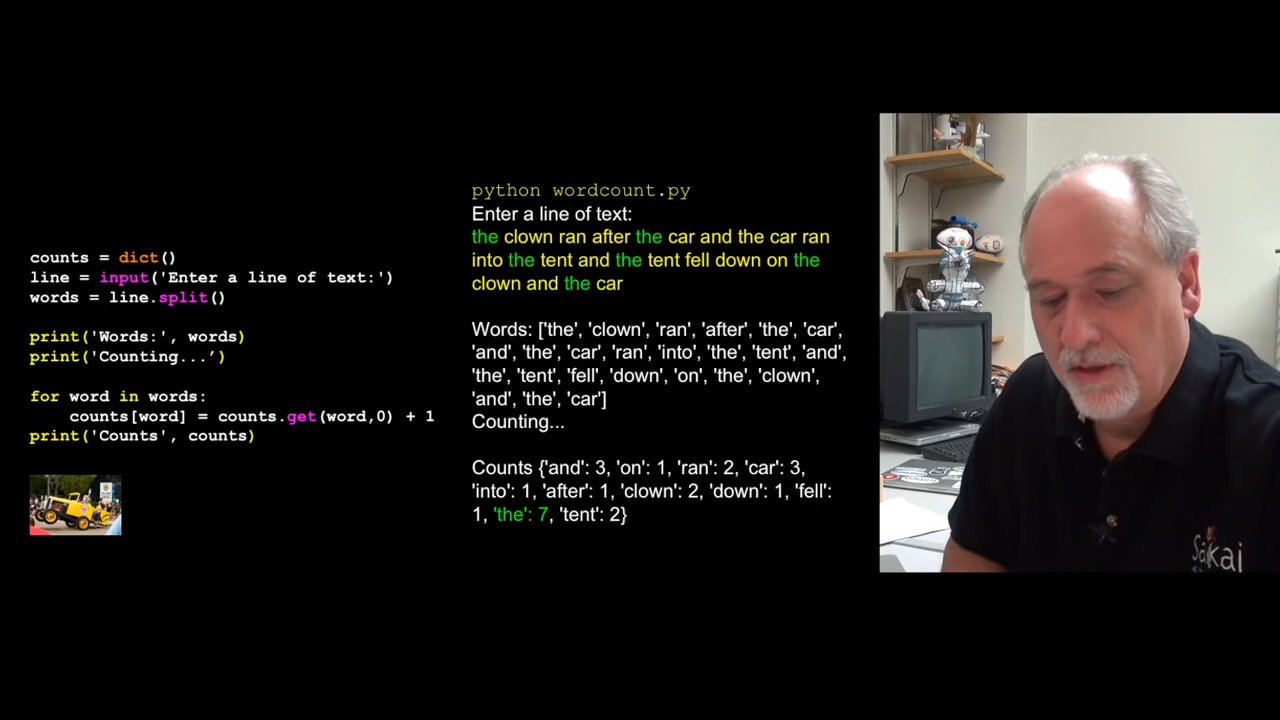 counts = dict()
line = input('Enter a line of text:')
words = line.split()
print('Words:', words)
print('Counting...’)
for word in words:
    counts[word] = counts.get(word,0) + 1
print('Counts', counts)
python wordcount.py
Enter a line of text:
the clown ran after the car and the car ran
into the tent and the tent fell down on the
clown and the car
Words: ['the', 'clown', 'ran', 'after', 'the', 'car',
'and', 'the', 'car', 'ran', 'into', 'the', 'tent', 'and',
'the', 'tent', 'fell', 'down', 'on', 'the', 'clown',
'and', 'the', 'car']
Counting...
Counts {'and': 3, 'on': 1, 'ran': 2, 'car': 3,
'into': 1, 'after': 1, 'clown': 2, 'down': 1, 'fell':
1, 'the': 7, 'tent': 2}
Sakai